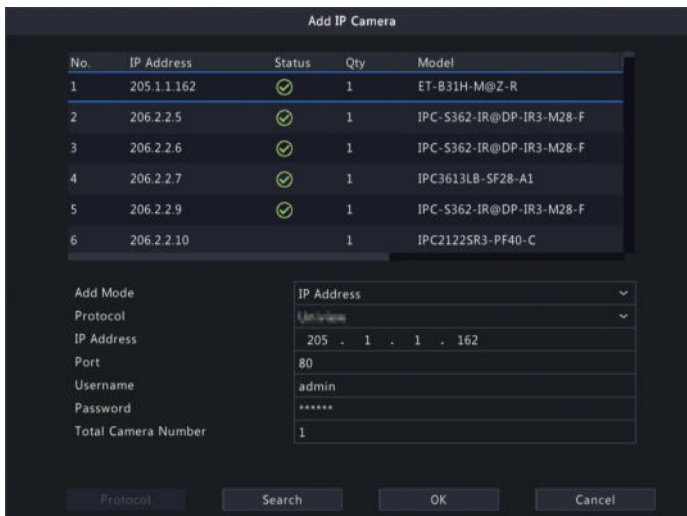 Add IP Camera
No. IP Address Status Qty Model
1 205.1.1.162 1 ET-B31H-M@Z-R
2 206.2.2.5 1 IPC-S362-IR@DP-IR3-M28-F
3 206.2.2.6 1 IPC-S362-IR@DP-IR3-M28-F
4 206.2.2.7 1 IPC3613LB-SF28-A1
5 206.2.2.9 1 IPC-S362-IR@DP-IR3-M28-F
6 206.2.2.10 1 IPC2122SR3-PF40-C
Add Mode IP Address
Protocol
IP Address 205 . 1 . 1 . 162
Port 80
Username admin
Password ******
Total Camera Number 1
Protocol Search OK Cancel